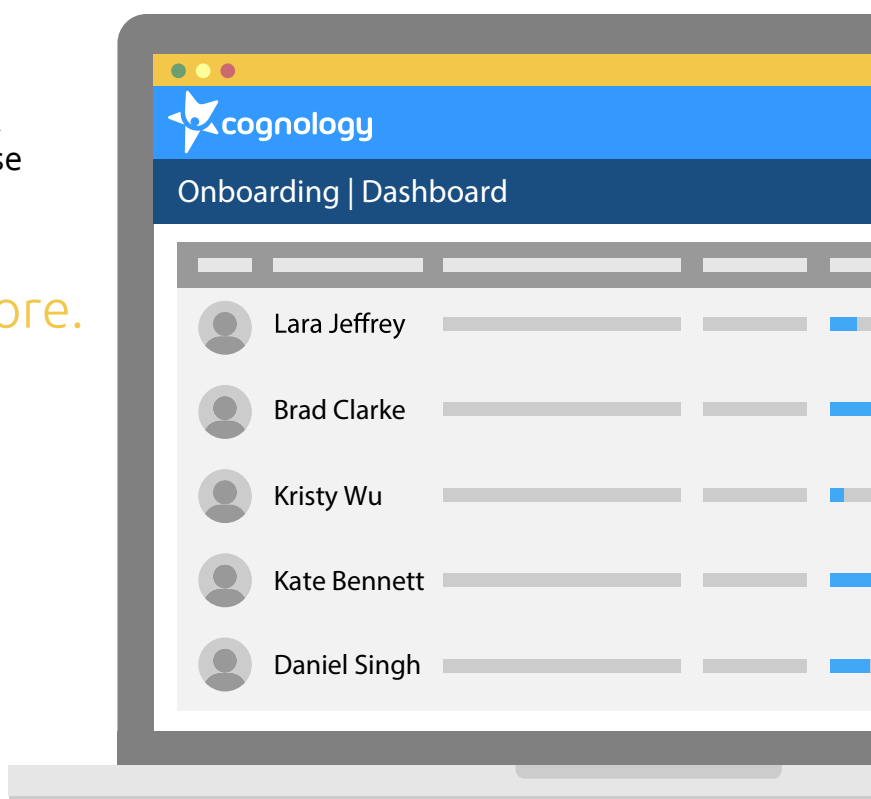 se
ore.
cognology
Onboarding | Dashboard
Lara Jeffrey
Brad Clarke
Kristy Wu
Kate Bennett
Daniel Singh